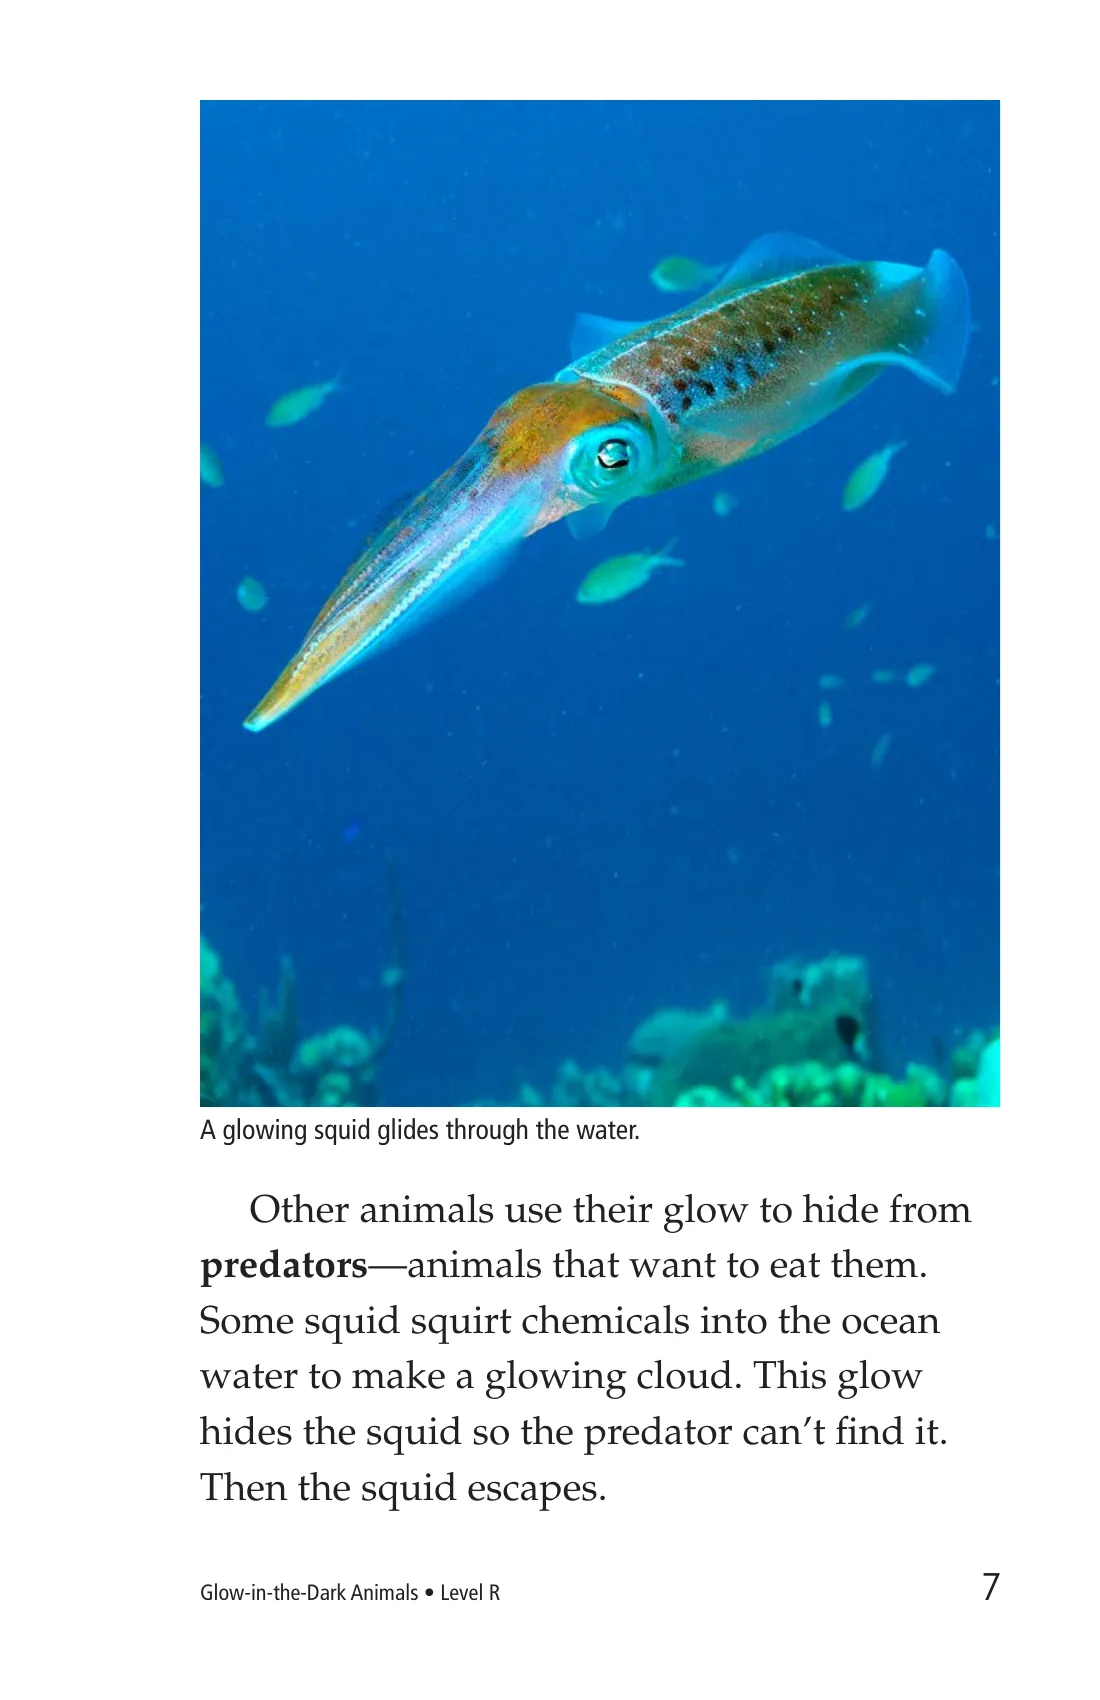 A glowing squid glides through the water.
Other animals use their glow to hide from
predators—animals that want to eat them.
Some squid squirt chemicals into the ocean
water to make a glowing cloud. This glow
hides the squid so the predator can’t find it.
Then the squid escapes.
Glow-in-the-Dark Animals • Level R
7